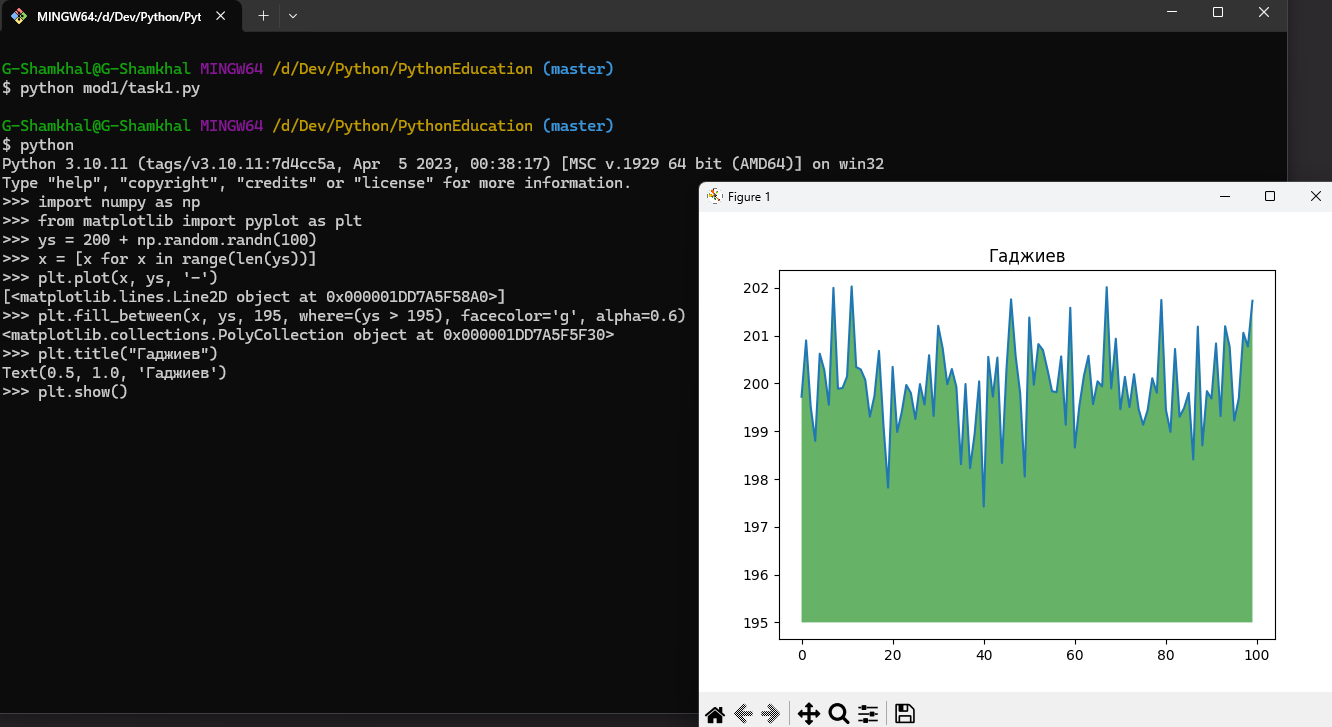 MINGW64:/d/Dev/Python/Pyt
G-Shamkhal@G-Shamkhal MINGW64 /d/Dev/Python/PythonEducation (master)
$ python mod1/task1.py
G-Shamkhal@G-Shamkhal MINGW64 /d/Dev/Python/PythonEducation (master)
$ python
Python 3.10.11 (tags/v3.10.11:7d4cc5a, Apr  5 2023, 00:38:17) [MSC v.1929 64 bit (AMD64)] on win32
Type "help", "copyright", "credits" or "license" for more information.
>>> import numpy as np
>>> from matplotlib import pyplot as plt
>>> ys = 200 + np.random.randn(100)
>>> x = [x for x in range(len(ys))]
>>> plt.plot(x, ys, '-')
[<matplotlib.lines.Line2D object at 0x000001DD7A5F58A0>]
>>> plt.fill_between(x, ys, 195, where=(ys > 195), facecolor='g', alpha=0.6)
<matplotlib.collections.PolyCollection object at 0x000001DD7A5F5F30>
>>> plt.title("Гаджиев")
Text(0.5, 1.0, 'Гаджиев')
>>> plt.show()
Figure 1
Гаджиев
202
201
200
199
198
197
196
195
0 20 40 60 80 100